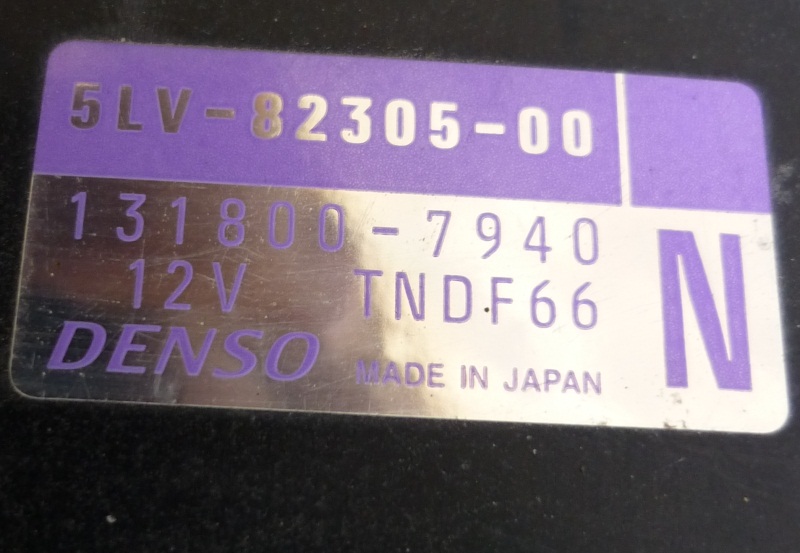 5LV-82305-00
131800-7940
12V TNDF66
N
DENSO MADE IN JAPAN